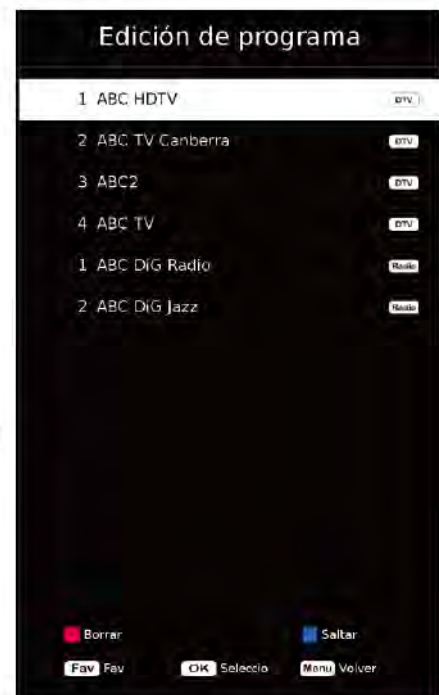 Edición de programa
1 ABC HDTV DTV
2 ABC TV Canberra DTV
3 ABC2 DTV
4 ABC TV DTV
1 ABC DiG Radio Radio
2 ABC DiG Jazz Radio
Borrar Saltar
Fav Fav OK Seleccio Menu Volver